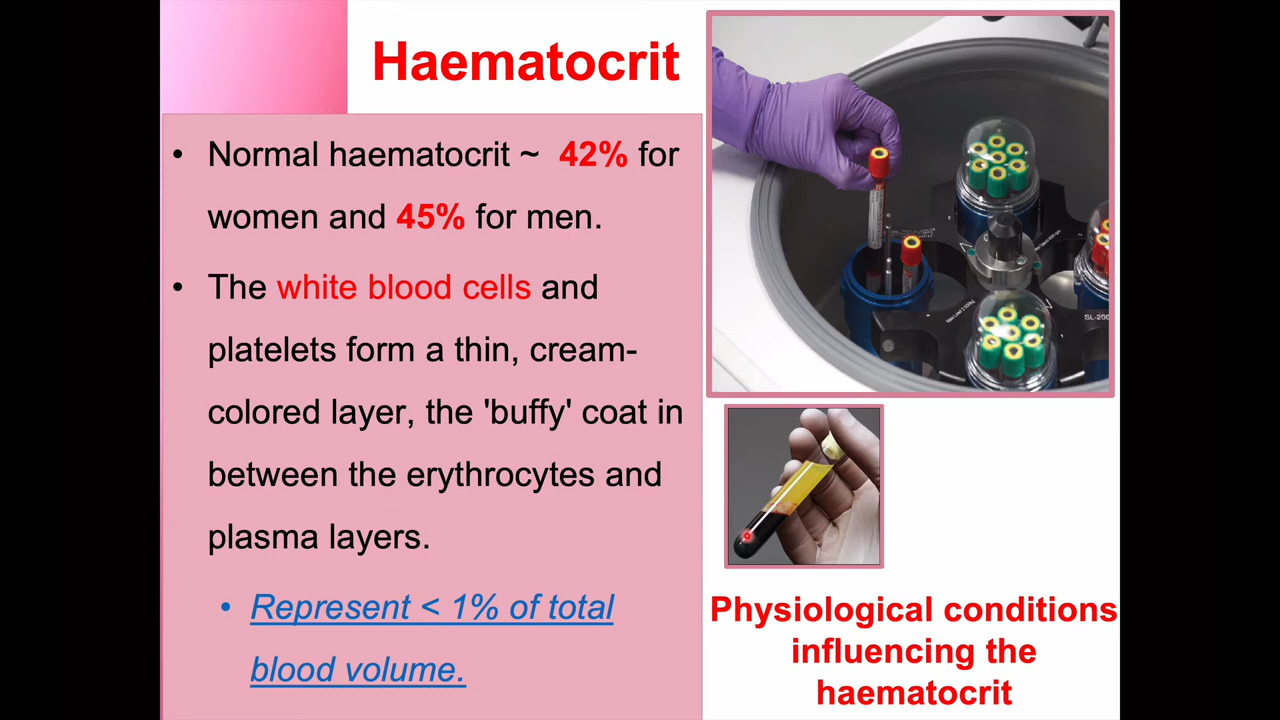 Haematocrit
• Normal haematocrit ~ 42% for
women and 45% for men.
• The white blood cells and
platelets form a thin, cream-
colored layer, the 'buffy' coat in
between the erythrocytes and
plasma layers.
• Represent < 1% of total
blood volume.
SL-200
Physiological conditions
influencing the
haematocrit